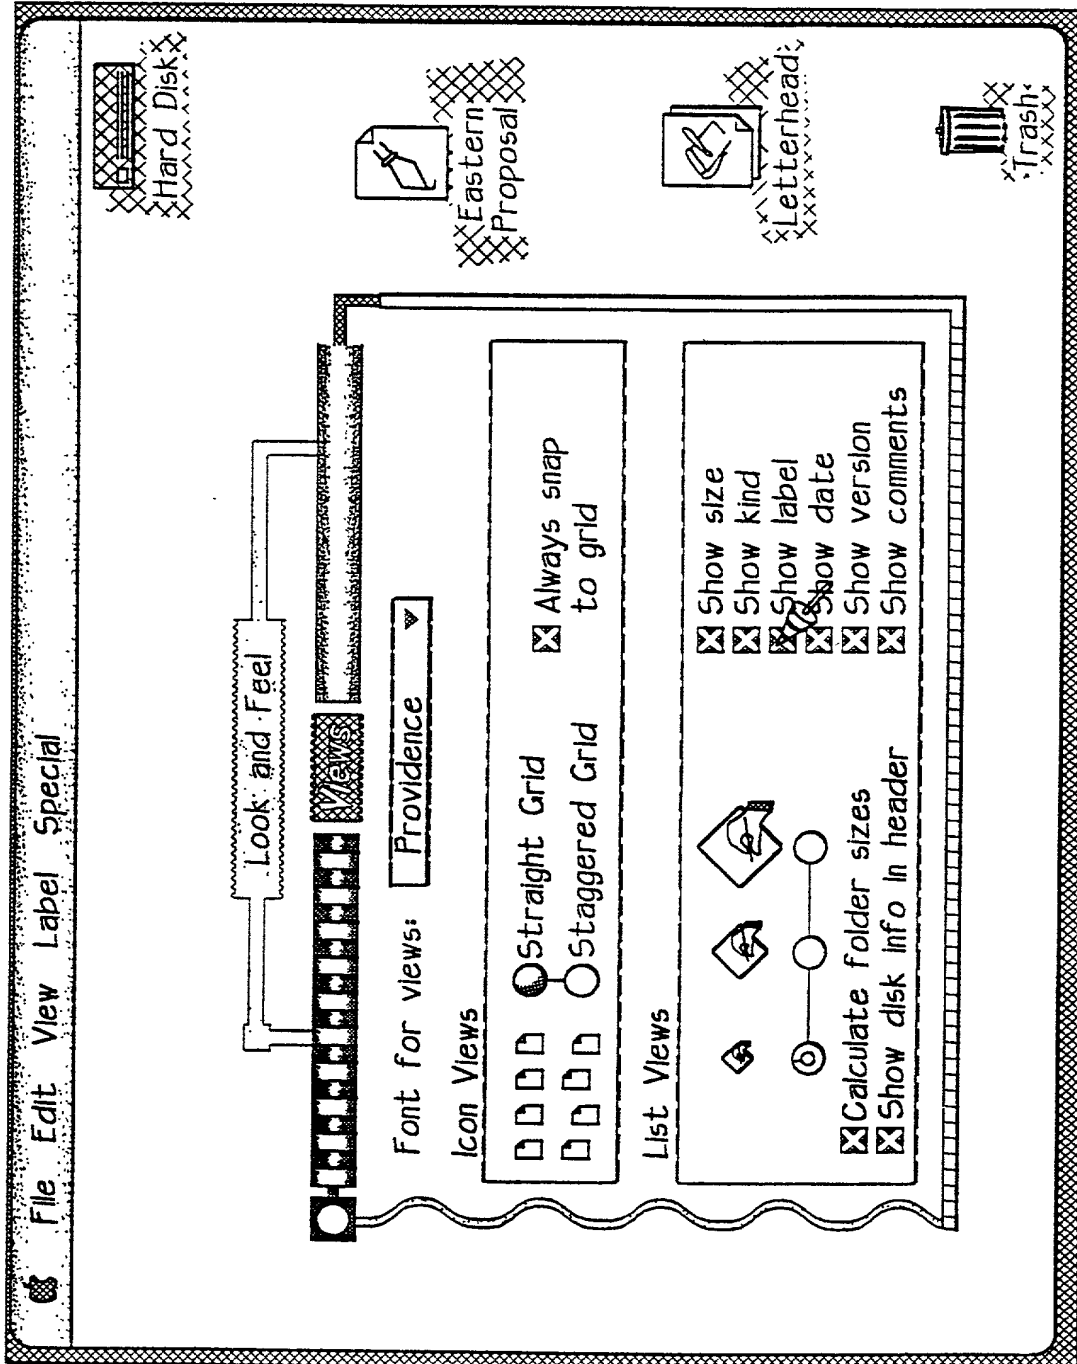 File Edit View Label Special
Hard Disk
Look and Feel
Views
Font for views: Providence
Eastern
Proposal
Icon Views
Straight Grid
Staggered Grid
Always snap
to grid
Letterhead
List Views
Show size
Show kind
Show label
Show date
Show version
Show comments
Calculate folder sizes
Show disk info in header
Trash